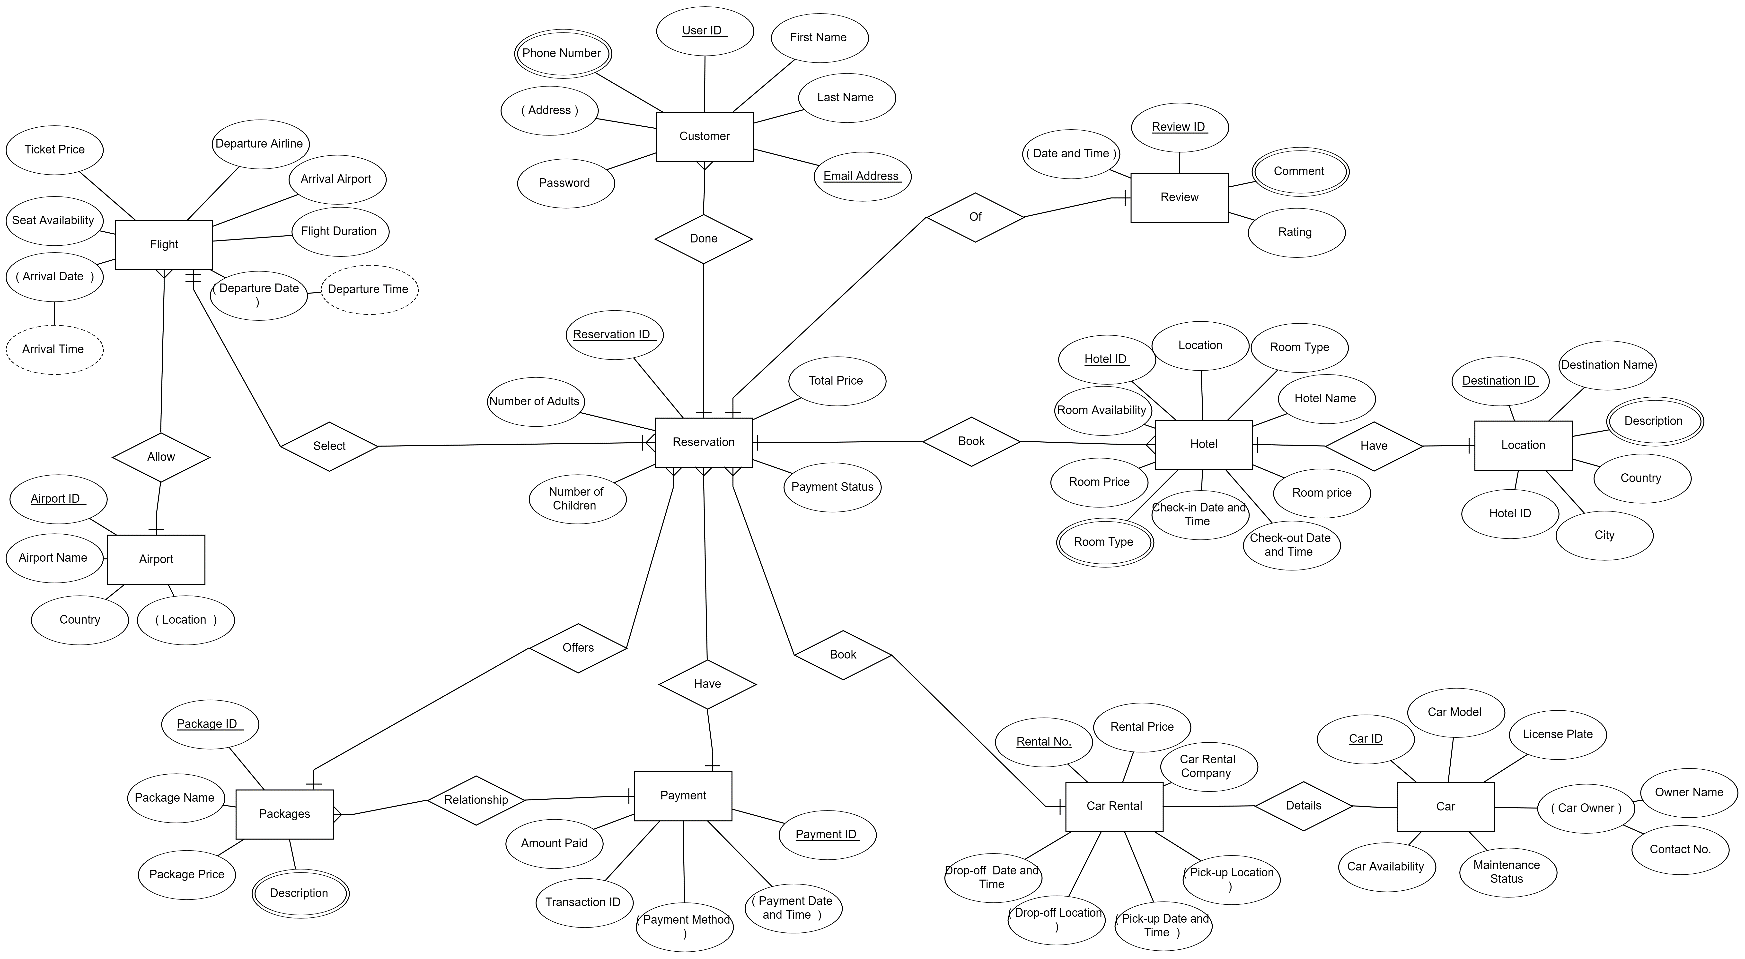 User ID
First Name
Phone Number
Last Name
( Address )
Customer
Email Address
Password
Done
Review ID
( Date and Time )
Comment
Review
Rating
Of
Departure Airline
Ticket Price
Arrival Airport
Seat Availability
Flight
Flight Duration
( Arrival Date )
( Departure Date
)
Departure Time
Arrival Time
Select
Allow
Airport ID
Airport Name
Airport
Country
( Location )
Reservation ID
Total Price
Number of Adults
Reservation
Number of
Children
Payment Status
Book
Hotel ID
Location
Room Type
Room Availability
Hotel Name
Hotel
Room Price
Room price
Check-in Date and
Time
Room Type
Check-out Date
and Time
Have
Destination ID
Destination Name
Description
Location
Country
Hotel ID
City
Offers
Have
Book
Package ID
Package Name
Packages
Package Price
Description
Relationship
Payment
Amount Paid
Payment ID
Transaction ID
( Payment Method
)
( Payment Date
and Time )
Rental No.
Rental Price
Car Rental
Company
Car Rental
Drop-off Date and
Time
( Drop-off Location
)
( Pick-up Date and
Time )
( Pick-up Location
)
Details
Car ID
Car Model
License Plate
Car
( Car Owner )
Owner Name
Contact No.
Car Availability
Maintenance
Status